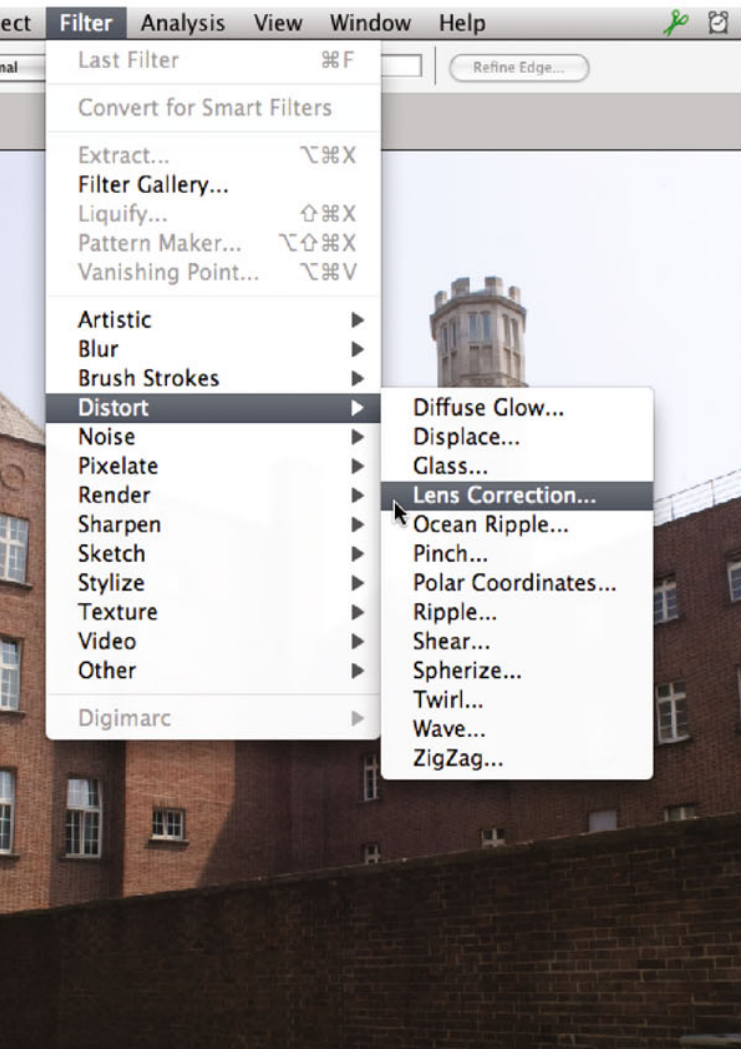 ect Filter Analysis View Window Help
nal Refine Edge...
Last Filter ⌘F
Convert for Smart Filters
Extract... ⌥⌘X
Filter Gallery...
Liquify... ⇧⌘X
Pattern Maker... ⌥⇧⌘X
Vanishing Point... ⌥⌘V
Artistic
Blur
Brush Strokes
Distort
Noise
Pixelate
Render
Sharpen
Sketch
Stylize
Texture
Video
Other
Digimarc
Diffuse Glow...
Displace...
Glass...
Lens Correction...
Ocean Ripple...
Pinch...
Polar Coordinates...
Ripple...
Shear...
Spherize...
Twirl...
Wave...
ZigZag...